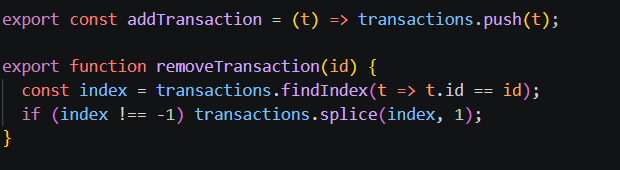 export const addTransaction = (t) => transactions.push(t);
export function removeTransaction(id) {
const index = transactions.findIndex(t => t.id == id);
if (index !== -1) transactions.splice(index, 1);
}